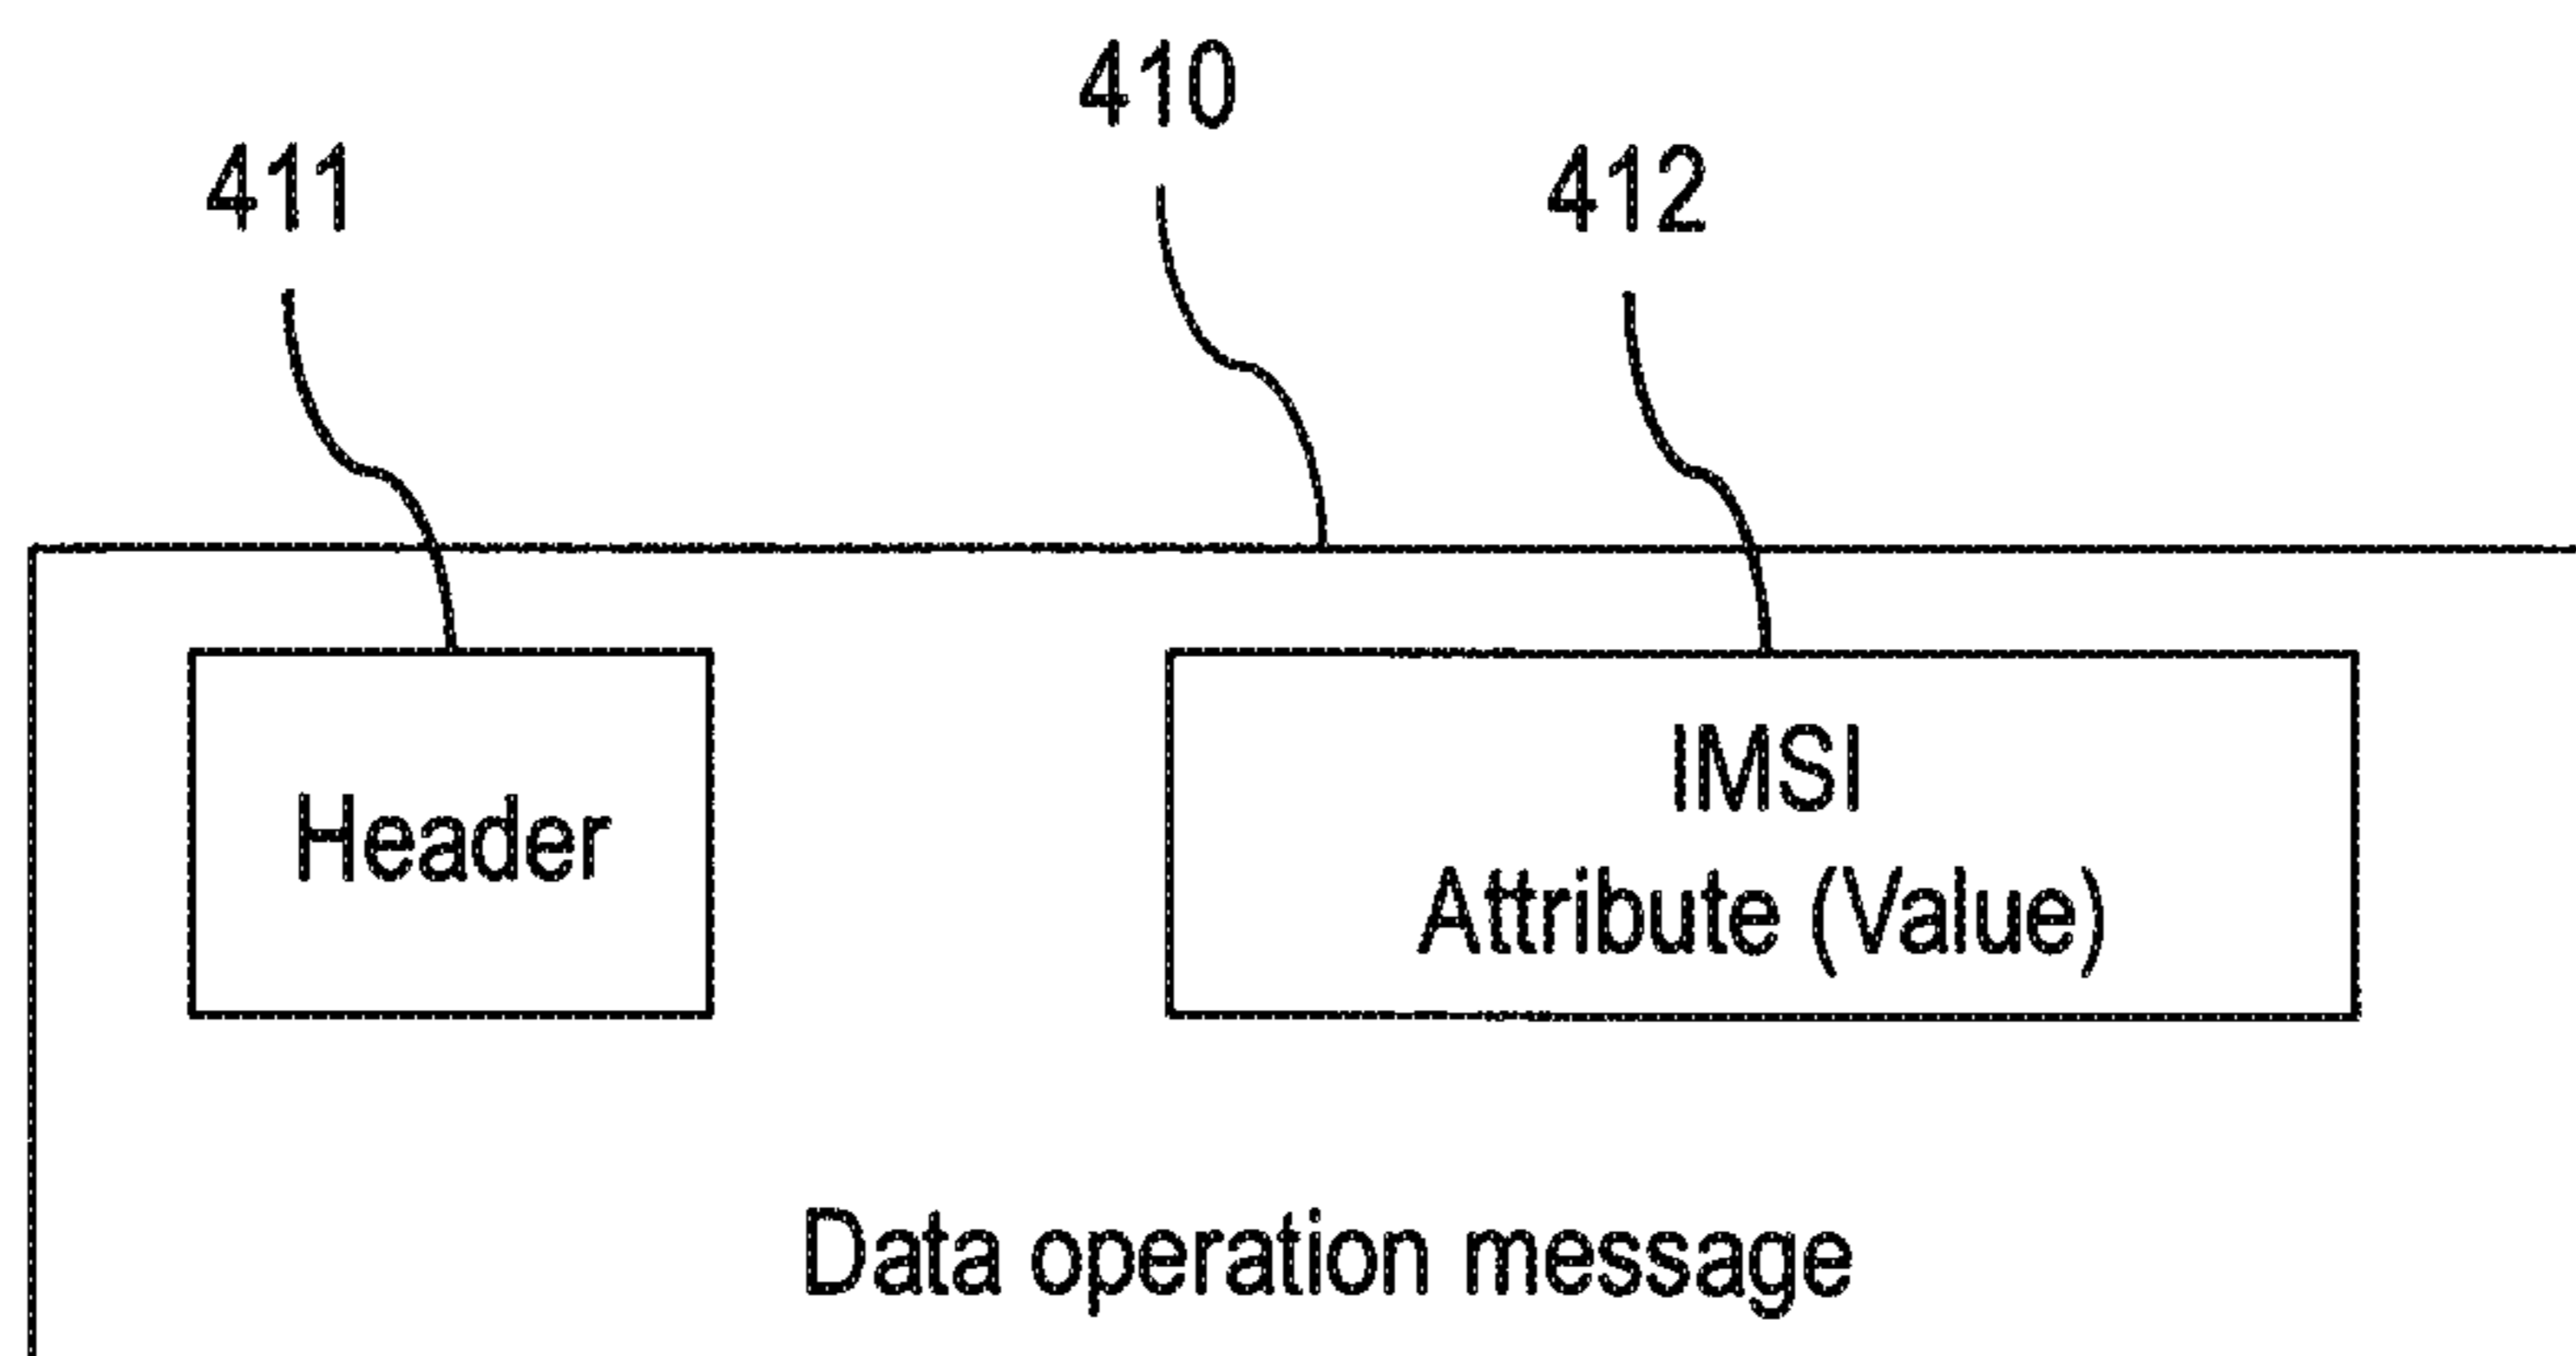 410
411
412
Header
IMSI
Attribute (Value)
Data operation message